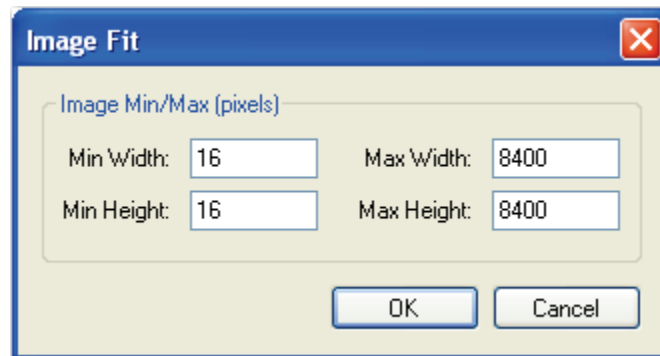 Image Fit
Image Min/Max (pixels)
Min Width: 16 Max Width: 8400
Min Height: 16 Max Height: 8400
OK Cancel